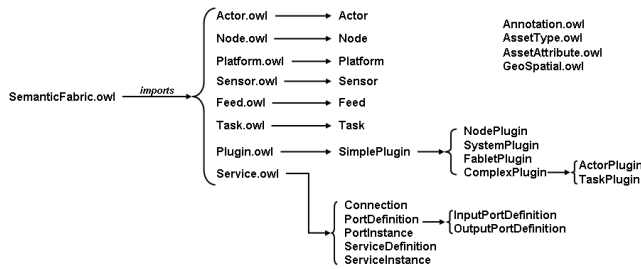 Actor.owl Actor
Annotation.owl
Node.owl Node
AssetType.owl
AssetAttribute.owl
Platform.owl Platform
GeoSpatial.owl
Sensor.owl Sensor
SemanticFabric.owl imports
Feed.owl Feed
Task.owl Task
NodePlugin
SystemPlugin
Plugin.owl SimplePlugin
FabletPlugin
ActorPlugin
Service.owl
ComplexPlugin
TaskPlugin
Connection
PortDefinition
InputPortDefinition
PortInstance
OutputPortDefinition
ServiceDefinition
ServiceInstance